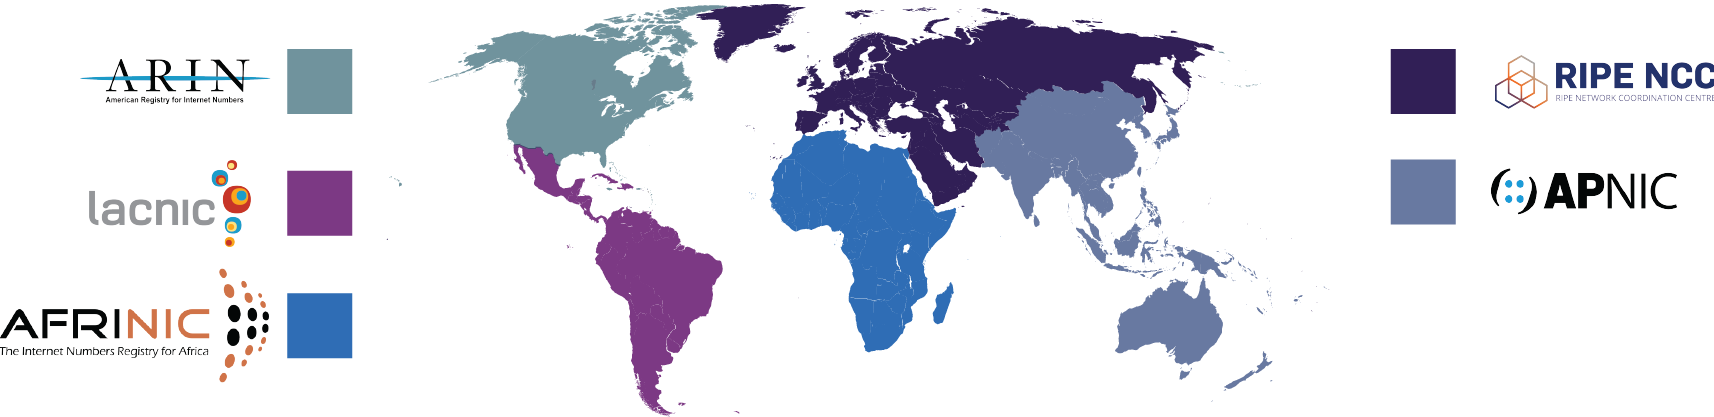 ARIN
American Registry for Internet Numbers
lacnic
AFRINIC
The Internet Numbers Registry for Africa
RIPE NCC
RIPE NETWORK COORDINATION CENTRE
APNIC